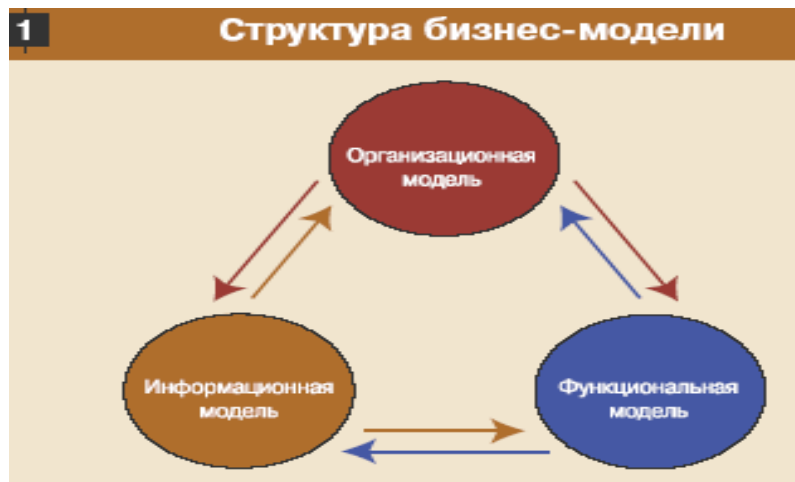 1
Структура бизнес-модели
Организационная
модель
Информационная
модель
Функциональная
модель